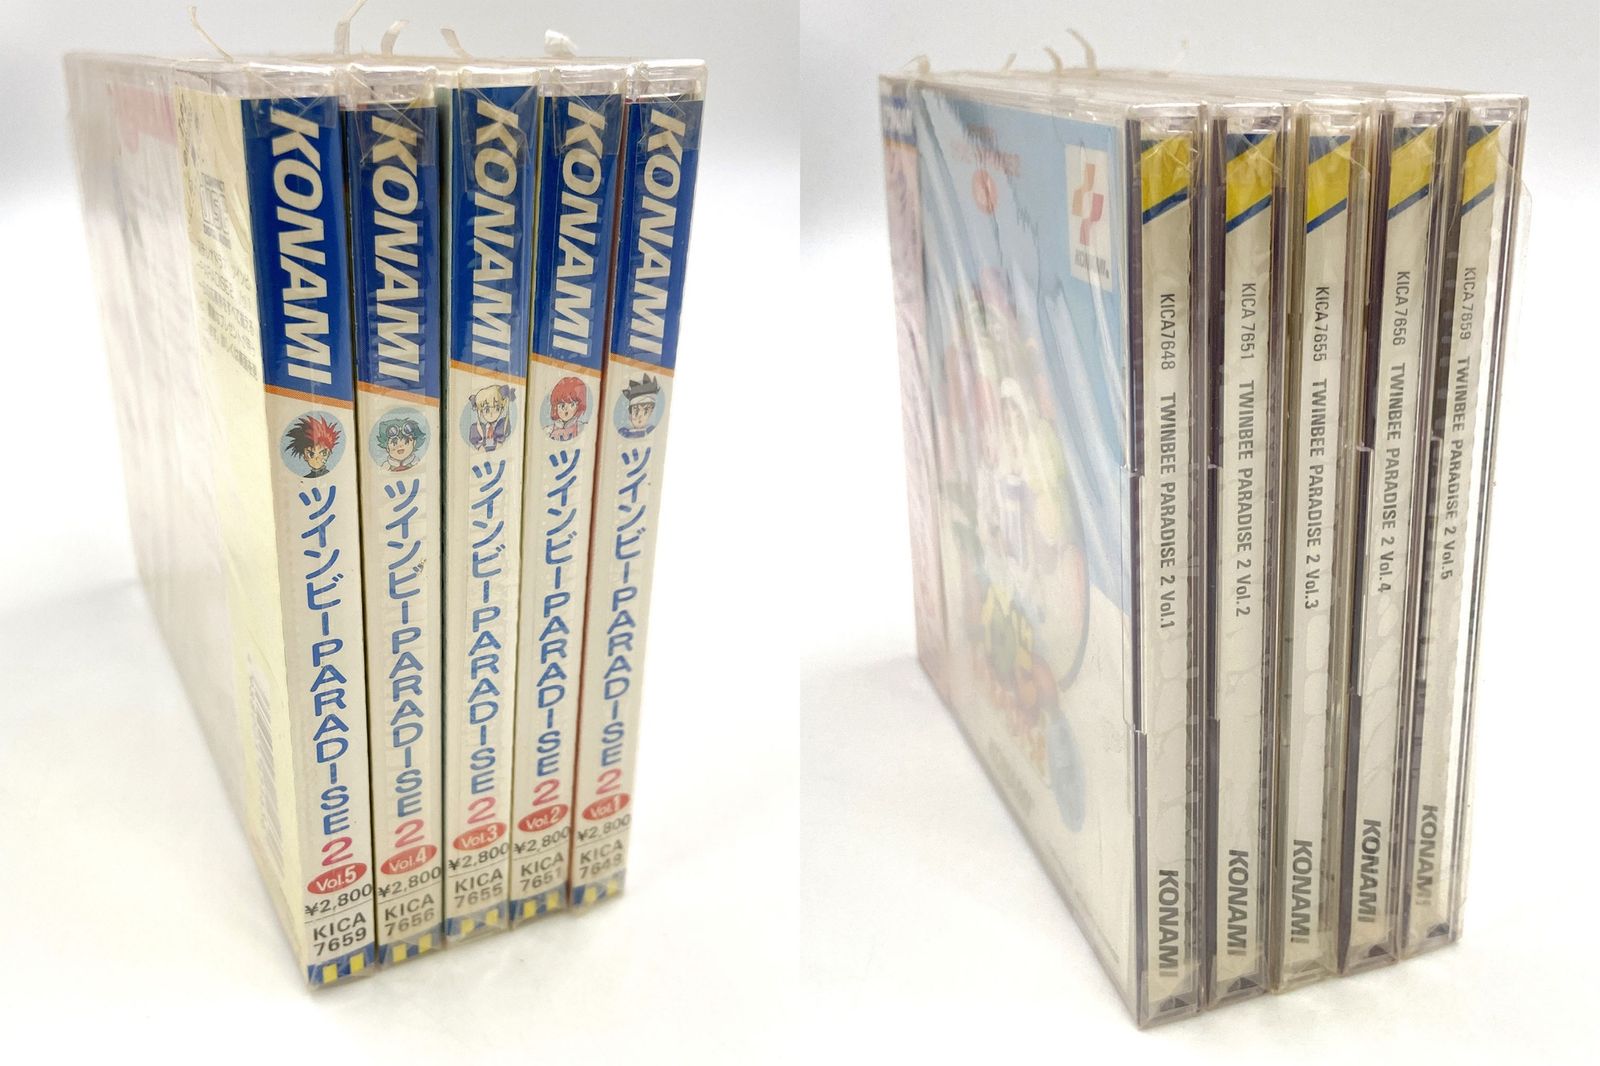 KONAMI
ツインビーPARADISE 2
Vol.5
¥2,800
KICA
7659
KONAMI
ツインビーPARADISE 2
Vol.4
¥2,800
KICA
7656
KONAMI
ツインビーPARADISE 2
Vol.3
¥2,800
KICA
7655
KONAMI
ツインビーPARADISE 2
Vol.2
¥2,800
KICA
7651
KONAMI
ツインビーPARADISE 2
Vol.1
¥2,800
KICA
7648
KONAMI
KICA7648 TWINBEE PARADISE 2 Vol.1 KONAMI
KICA7651 TWINBEE PARADISE 2 Vol.2 KONAMI
KICA7655 TWINBEE PARADISE 2 Vol.3 KONAMI
KICA7656 TWINBEE PARADISE 2 Vol.4 KONAMI
KICA7659 TWINBEE PARADISE 2 Vol.5 KONAMI